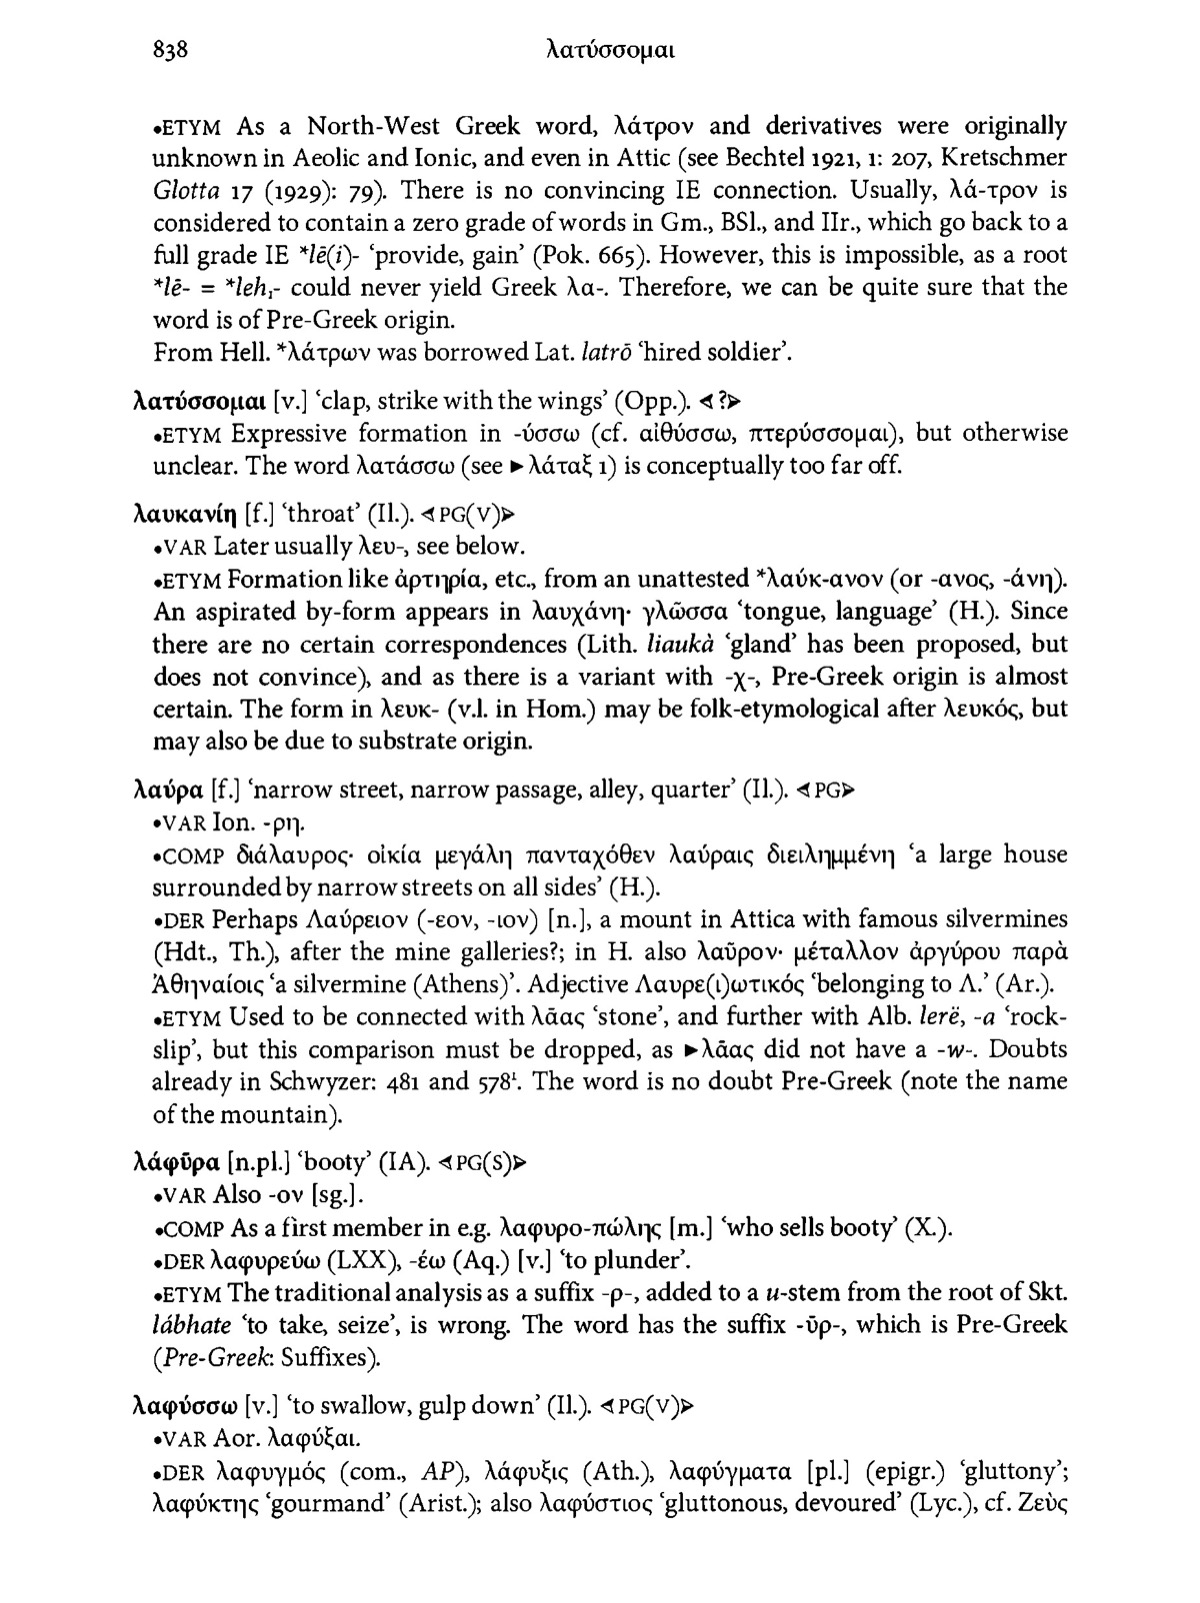 838 λατύσσομαι
•ETYM As a North-West Greek word, λάτρον and derivatives were originally
unknown in Aeolic and Ionic, and even in Attic (see Bechtel 1921, 1: 207, Kretschmer
Glotta 17 (1929): 79). There is no convincing IE connection. Usually, λά-τρον is
considered to contain a zero grade of words in Gm., BSl., and IIr., which go back to a
full grade IE *lē(i)- ‘provide, gain’ (Pok. 665). However, this is impossible, as a root
*lē- = *leh₁- could never yield Greek λα-. Therefore, we can be quite sure that the
word is of Pre-Greek origin.
From Hell. *λάτρων was borrowed Lat. latrō ‘hired soldier’.
λατύσσομαι [v.] ‘clap, strike with the wings’ (Opp.). ⊲?⊳
•ETYM Expressive formation in -ύσσω (cf. αἰθύσσω, πτερύσσομαι), but otherwise
unclear. The word λατάσσω (see ►λάταξ 1) is conceptually too far off.
λαυκανίη [f.] ‘throat’ (Il.). ⊲PG(V)⊳
•VAR Later usually λευ-, see below.
•ETYM Formation like ἀρτηρία, etc., from an unattested *λαύκ-ανον (or -ανος, -άνη).
An aspirated by-form appears in λαυχάνη· γλῶσσα ‘tongue, language’ (H.). Since
there are no certain correspondences (Lith. liaukà ‘gland’ has been proposed, but
does not convince), and as there is a variant with -χ-, Pre-Greek origin is almost
certain. The form in λευκ- (v.l. in Hom.) may be folk-etymological after λευκός, but
may also be due to substrate origin.
λαύρα [f.] ‘narrow street, narrow passage, alley, quarter’ (Il.). ⊲PG⊳
•VAR Ion. -ρη.
•COMP διάλαυρος· οἰκία μεγάλη πανταχόθεν λαύραις διειλημμένη ‘a large house
surrounded by narrow streets on all sides’ (H.).
•DER Perhaps Λαύρειον (-εον, -ιον) [n.], a mount in Attica with famous silvermines
(Hdt., Th.), after the mine galleries?; in H. also λαῦρον· μέταλλον ἀργύρου παρὰ
Ἀθηναίοις ‘a silvermine (Athens)’. Adjective Λαυρε(ι)ωτικός ‘belonging to Λ.’ (Ar.).
•ETYM Used to be connected with λᾶας ‘stone’, and further with Alb. lerë, -a ‘rock-
slip’, but this comparison must be dropped, as ►λᾶας did not have a -w-. Doubts
already in Schwyzer: 481 and 578¹. The word is no doubt Pre-Greek (note the name
of the mountain).
λάφῡρα [n.pl.] ‘booty’ (IA). ⊲PG(S)⊳
•VAR Also -ον [sg.].
•COMP As a first member in e.g. λαφυρο-πώλης [m.] ‘who sells booty’ (X.).
•DER λαφυρεύω (LXX), -έω (Aq.) [v.] ‘to plunder’.
•ETYM The traditional analysis as a suffix -ρ-, added to a u-stem from the root of Skt.
lábhate ‘to take, seize’, is wrong. The word has the suffix -ῡρ-, which is Pre-Greek
(Pre-Greek: Suffixes).
λαφύσσω [v.] ‘to swallow, gulp down’ (Il.). ⊲PG(V)⊳
•VAR Aor. λαφύξαι.
•DER λαφυγμός (com., AP), λάφυξις (Ath.), λαφύγματα [pl.] (epigr.) ‘gluttony’;
λαφύκτης ‘gourmand’ (Arist.); also λαφύστιος ‘gluttonous, devoured’ (Lyc.), cf. Ζεὺς